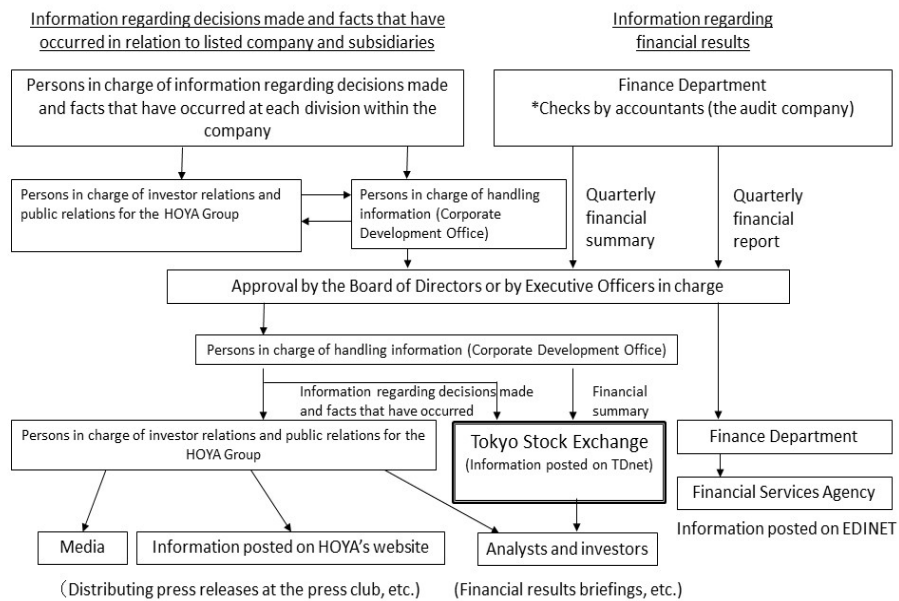 Information regarding decisions made and facts that have
occurred in relation to listed company and subsidiaries
Information regarding
financial results
Persons in charge of information regarding decisions made
and facts that have occurred at each division within the
company
Finance Department
*Checks by accountants (the audit company)
Persons in charge of investor relations and
public relations for the HOYA Group
Persons in charge of handling
information (Corporate
Development Office)
Quarterly
financial
summary
Quarterly
financial
report
Approval by the Board of Directors or by Executive Officers in charge
Persons in charge of handling information (Corporate Development Office)
Information regarding decisions made
and facts that have occurred
Financial
summary
Persons in charge of investor relations and public relations for the
HOYA Group
Tokyo Stock Exchange
(Information posted on TDnet)
Finance Department
Financial Services Agency
Information posted on EDINET
Media
Information posted on HOYA's website
Analysts and investors
（Distributing press releases at the press club, etc.)
(Financial results briefings, etc.)